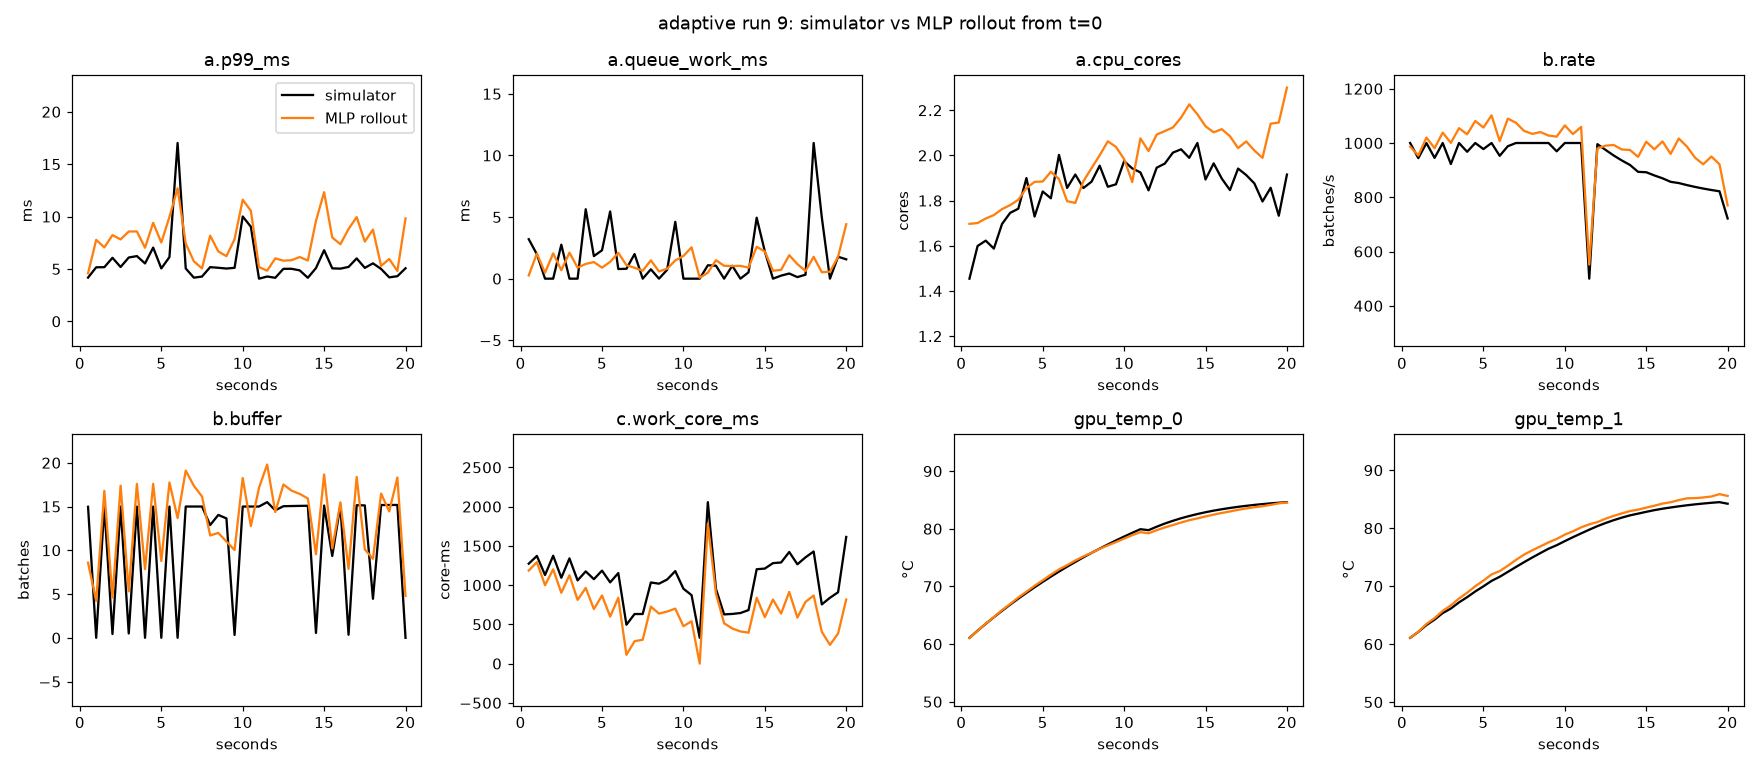 adaptive run 9: simulator vs MLP rollout from t=0
a.p99_ms
ms
20
15
10
5
0
simulator
MLP rollout
0 5 10 15 20
seconds
a.queue_work_ms
ms
15
10
5
0
−5
0 5 10 15 20
seconds
a.cpu_cores
cores
2.2
2.0
1.8
1.6
1.4
1.2
0 5 10 15 20
seconds
b.rate
batches/s
1200
1000
800
600
400
0 5 10 15 20
seconds
b.buffer
batches
20
15
10
5
0
−5
0 5 10 15 20
seconds
c.work_core_ms
core-ms
2500
2000
1500
1000
500
0
−500
0 5 10 15 20
seconds
gpu_temp_0
°C
90
80
70
60
50
0 5 10 15 20
seconds
gpu_temp_1
°C
90
80
70
60
50
0 5 10 15 20
seconds